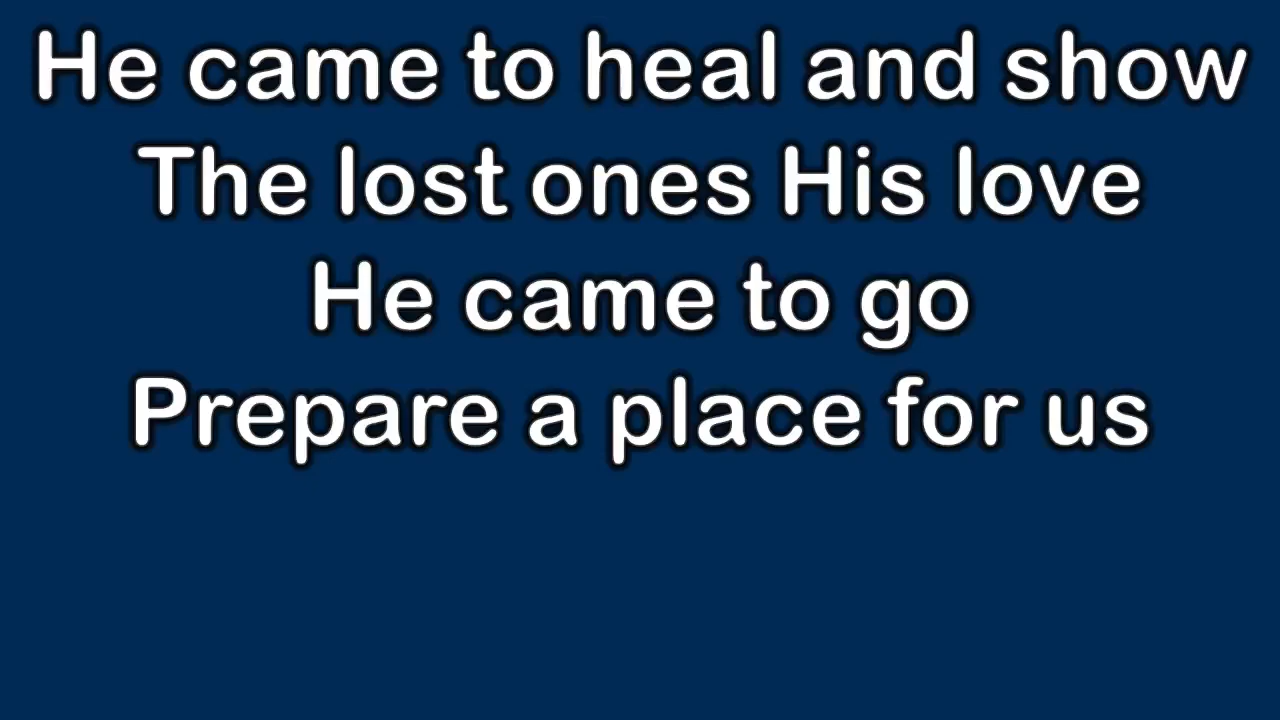 He came to heal and show
The lost ones His love
He came to go
Prepare a place for us